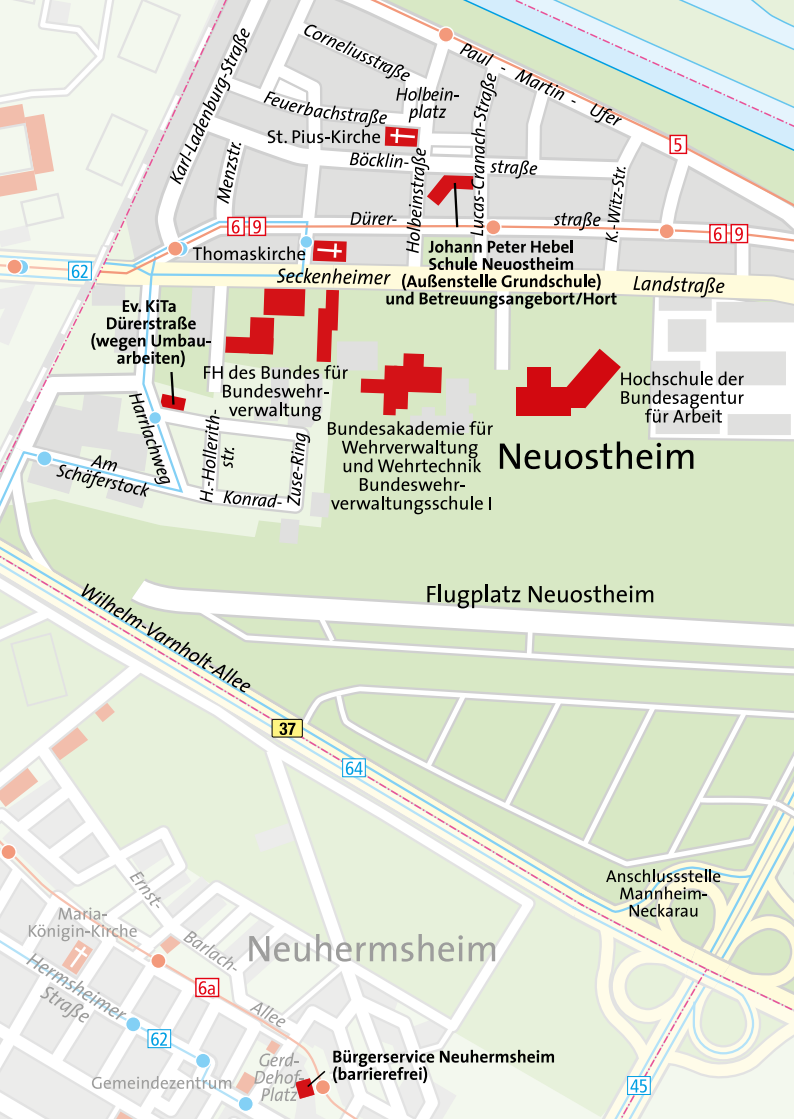 Corneliusstraße
Paul - Martin - Ufer
Karl-Ladenburg-Straße
Feuerbachstraße
Holbein-
platz
Lucas-Cranach-Straße
St. Pius-Kirche
Menzstr.
Böcklin-
straße
5
Holbeinstraße
K.-Witz-Str.
6 9
Dürer-
straße
6 9
Thomaskirche
Johann Peter Hebel
Schule Neuostheim
(Außenstelle Grundschule)
und Betreuungsangebort/Hort
62
Seckenheimer
Landstraße
Ev. KiTa
Dürerstraße
(wegen Umbau-
arbeiten)
FH des Bundes für
Bundeswehr-
verwaltung
Hochschule der
Bundesagentur
für Arbeit
Harrlachweg
H.-Hollerith-
str.
Bundesakademie für
Wehrverwaltung
und Wehrtechnik
Bundeswehr-
verwaltungsschule I
Neuostheim
Am
Schäferstock
Konrad-
Zuse-Ring
Flugplatz Neuostheim
Wilhelm-Varnholt-Allee
37
64
Anschlussstelle
Mannheim-
Neckarau
Ernst-
Barlach-
Allee
Maria-
Königin-Kirche
Neuhermsheim
Hermsheimer
Straße
6a
62
Gerd-
Dehof-
Platz
Bürgerservice Neuhermsheim
(barrierefrei)
Gemeindezentrum
45